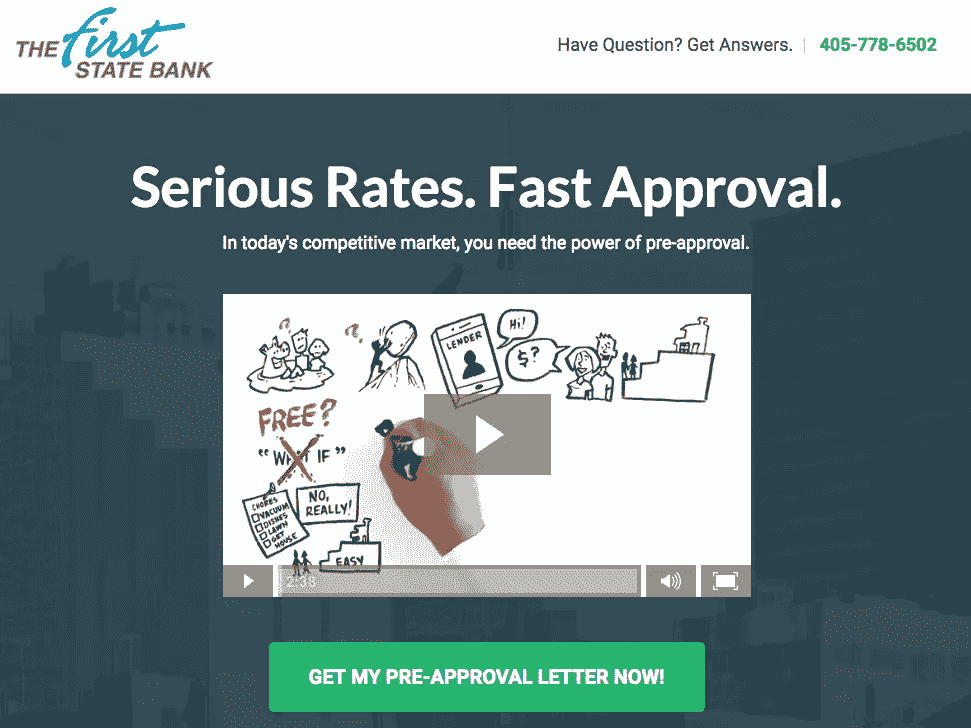 THE first
STATE BANK
Have Question? Get Answers. | 405-778-6502
Serious Rates. Fast Approval.
In today's competitive market, you need the power of pre-approval.
Hi!
LENDER
$?
FREE?
"WHAT IF"
CHORES
VACUUM
DISHES
LAWN
GET
HOUSE
NO,
REALLY!
EASY
2:38
GET MY PRE-APPROVAL LETTER NOW!